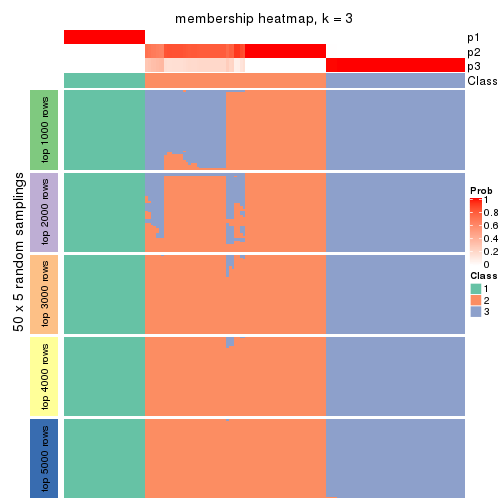 membership heatmap, k = 3
p1
p2
p3
Class
50 x 5 random samplings
top 1000 rows
top 2000 rows
top 3000 rows
top 4000 rows
top 5000 rows
Prob
1
0.8
0.6
0.4
0.2
0
Class
1
2
3